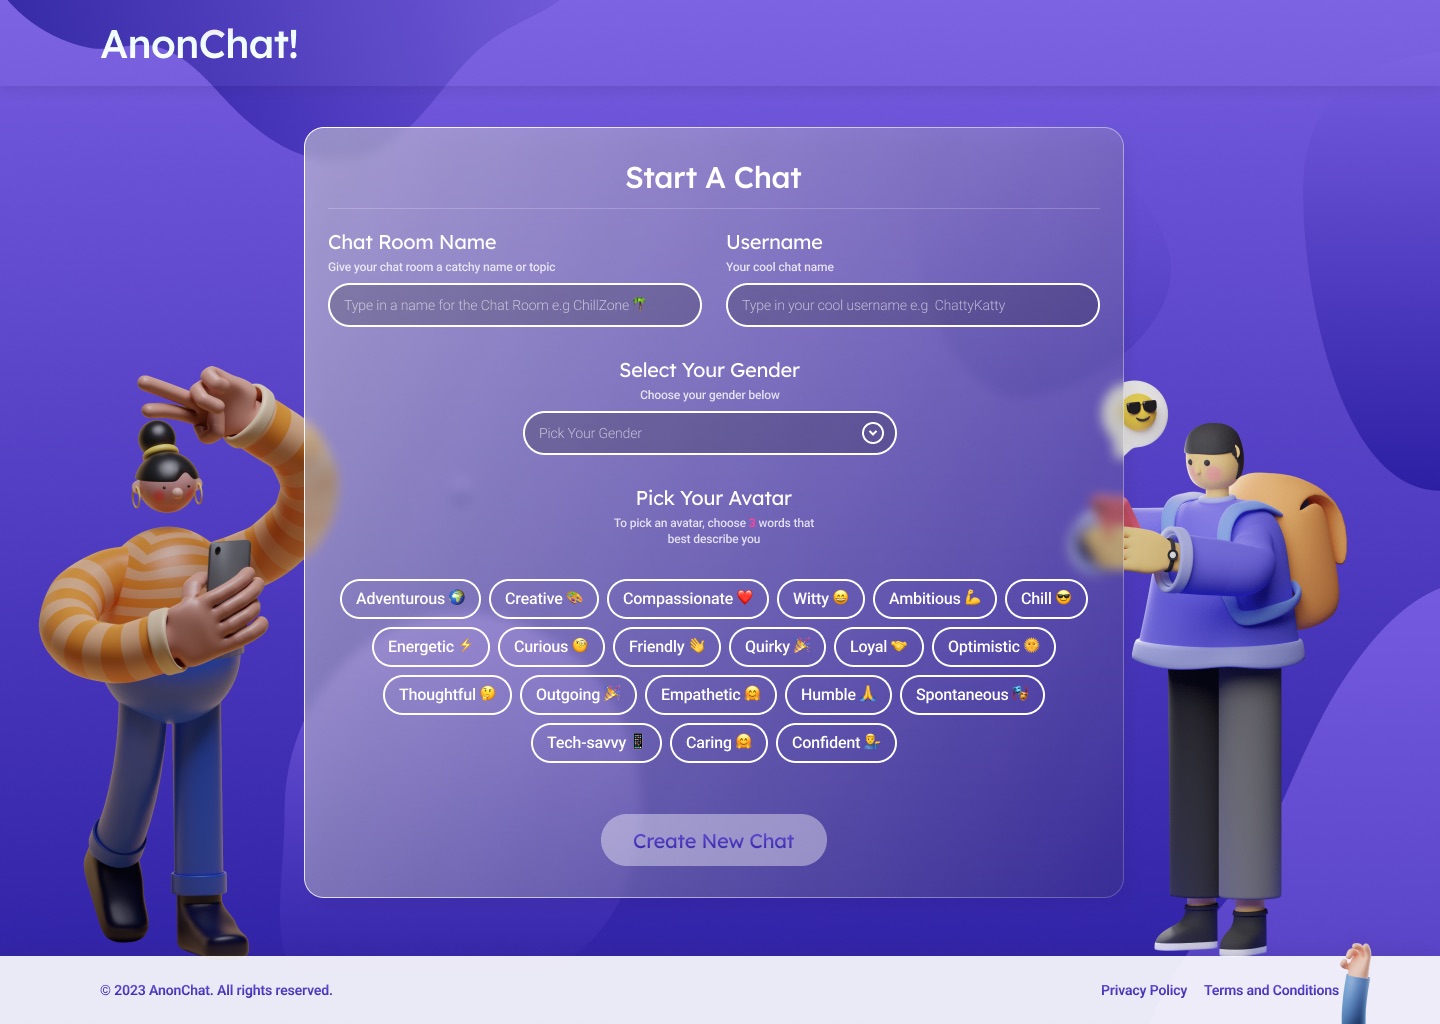 AnonChat!
Start A Chat
Chat Room Name
Give your chat room a catchy name or topic
Type in a name for the Chat Room e.g ChillZone 🌴
Username
Your cool chat name
Type in your cool username e.g ChattyKatty
Select Your Gender
Choose your gender below
Pick Your Gender
Pick Your Avatar
To pick an avatar, choose 3 words that
best describe you
Adventurous 🌍 Creative 🎨 Compassionate ❤️ Witty 😄 Ambitious 💪 Chill 😎
Energetic ⚡ Curious 🧐 Friendly 👋 Quirky 🎉 Loyal 🤝 Optimistic 🌞
Thoughtful 🤔 Outgoing 🎉 Empathetic 🤗 Humble 🙏 Spontaneous 🎭
Tech-savvy 📱 Caring 🤗 Confident 💁‍♂️
Create New Chat
© 2023 AnonChat. All rights reserved.
Privacy Policy Terms and Conditions